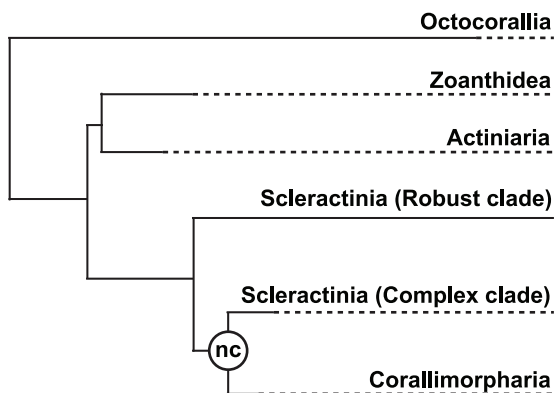 Octocorallia
Zoanthidea
Actiniaria
Scleractinia (Robust clade)
Scleractinia (Complex clade)
nc
Corallimorpharia